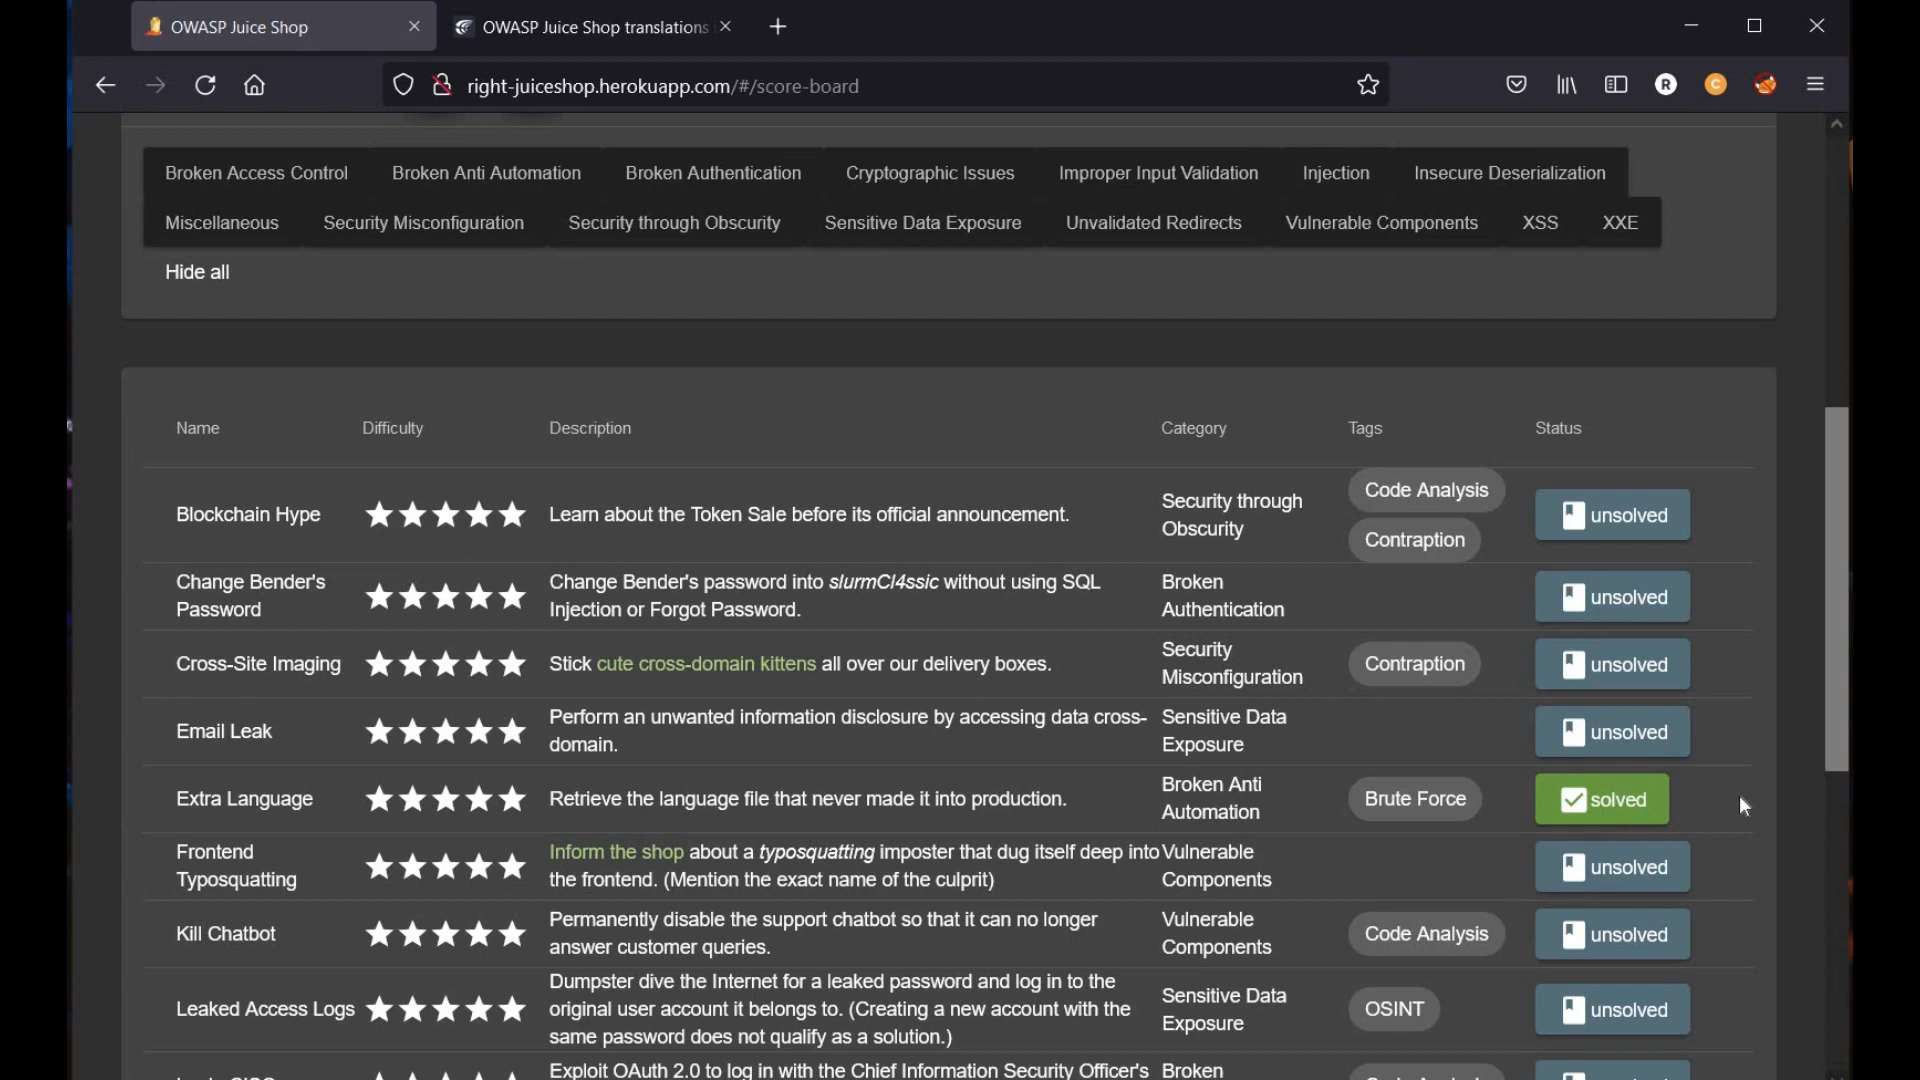 OWASP Juice Shop
OWASP Juice Shop translations
right-juiceshop.herokuapp.com/#/score-board
R
C
Broken Access Control Broken Anti Automation Broken Authentication Cryptographic Issues Improper Input Validation Injection Insecure Deserialization
Miscellaneous Security Misconfiguration Security through Obscurity Sensitive Data Exposure Unvalidated Redirects Vulnerable Components XSS XXE
Hide all
Name Difficulty Description Category Tags Status
Blockchain Hype
Learn about the Token Sale before its official announcement.
Security through
Obscurity
Code Analysis
Contraption
unsolved
Change Bender's
Password
Change Bender's password into slurmCl4ssic without using SQL
Injection or Forgot Password.
Broken
Authentication
unsolved
Cross-Site Imaging
Stick cute cross-domain kittens all over our delivery boxes.
Security
Misconfiguration
Contraption
unsolved
Email Leak
Perform an unwanted information disclosure by accessing data cross-
domain.
Sensitive Data
Exposure
unsolved
Extra Language
Retrieve the language file that never made it into production.
Broken Anti
Automation
Brute Force
solved
Frontend
Typosquatting
Inform the shop about a typosquatting imposter that dug itself deep into
the frontend. (Mention the exact name of the culprit)
Vulnerable
Components
unsolved
Kill Chatbot
Permanently disable the support chatbot so that it can no longer
answer customer queries.
Vulnerable
Components
Code Analysis
unsolved
Leaked Access Logs
Dumpster dive the Internet for a leaked password and log in to the
original user account it belongs to. (Creating a new account with the
same password does not qualify as a solution.)
Sensitive Data
Exposure
OSINT
unsolved
Exploit OAuth 2.0 to log in with the Chief Information Security Officer's
Broken